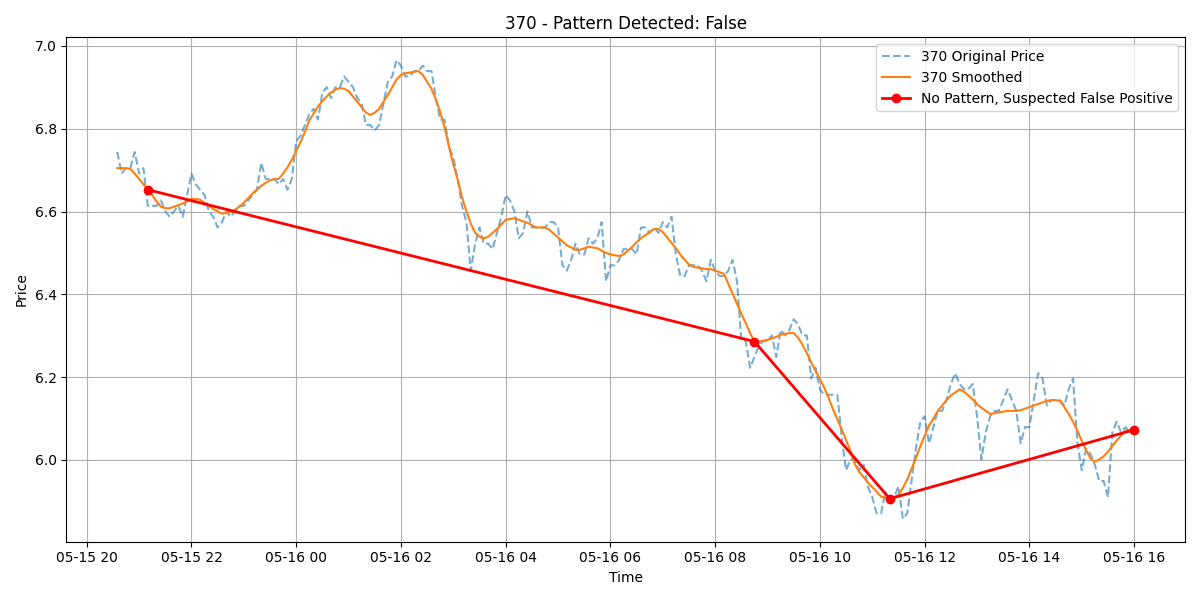 370 - Pattern Detected: False
370 Original Price
370 Smoothed
No Pattern, Suspected False Positive
Price
7.0
6.8
6.6
6.4
6.2
6.0
05-15 20 05-15 22 05-16 00 05-16 02 05-16 04 05-16 06 05-16 08 05-16 10 05-16 12 05-16 14 05-16 16
Time